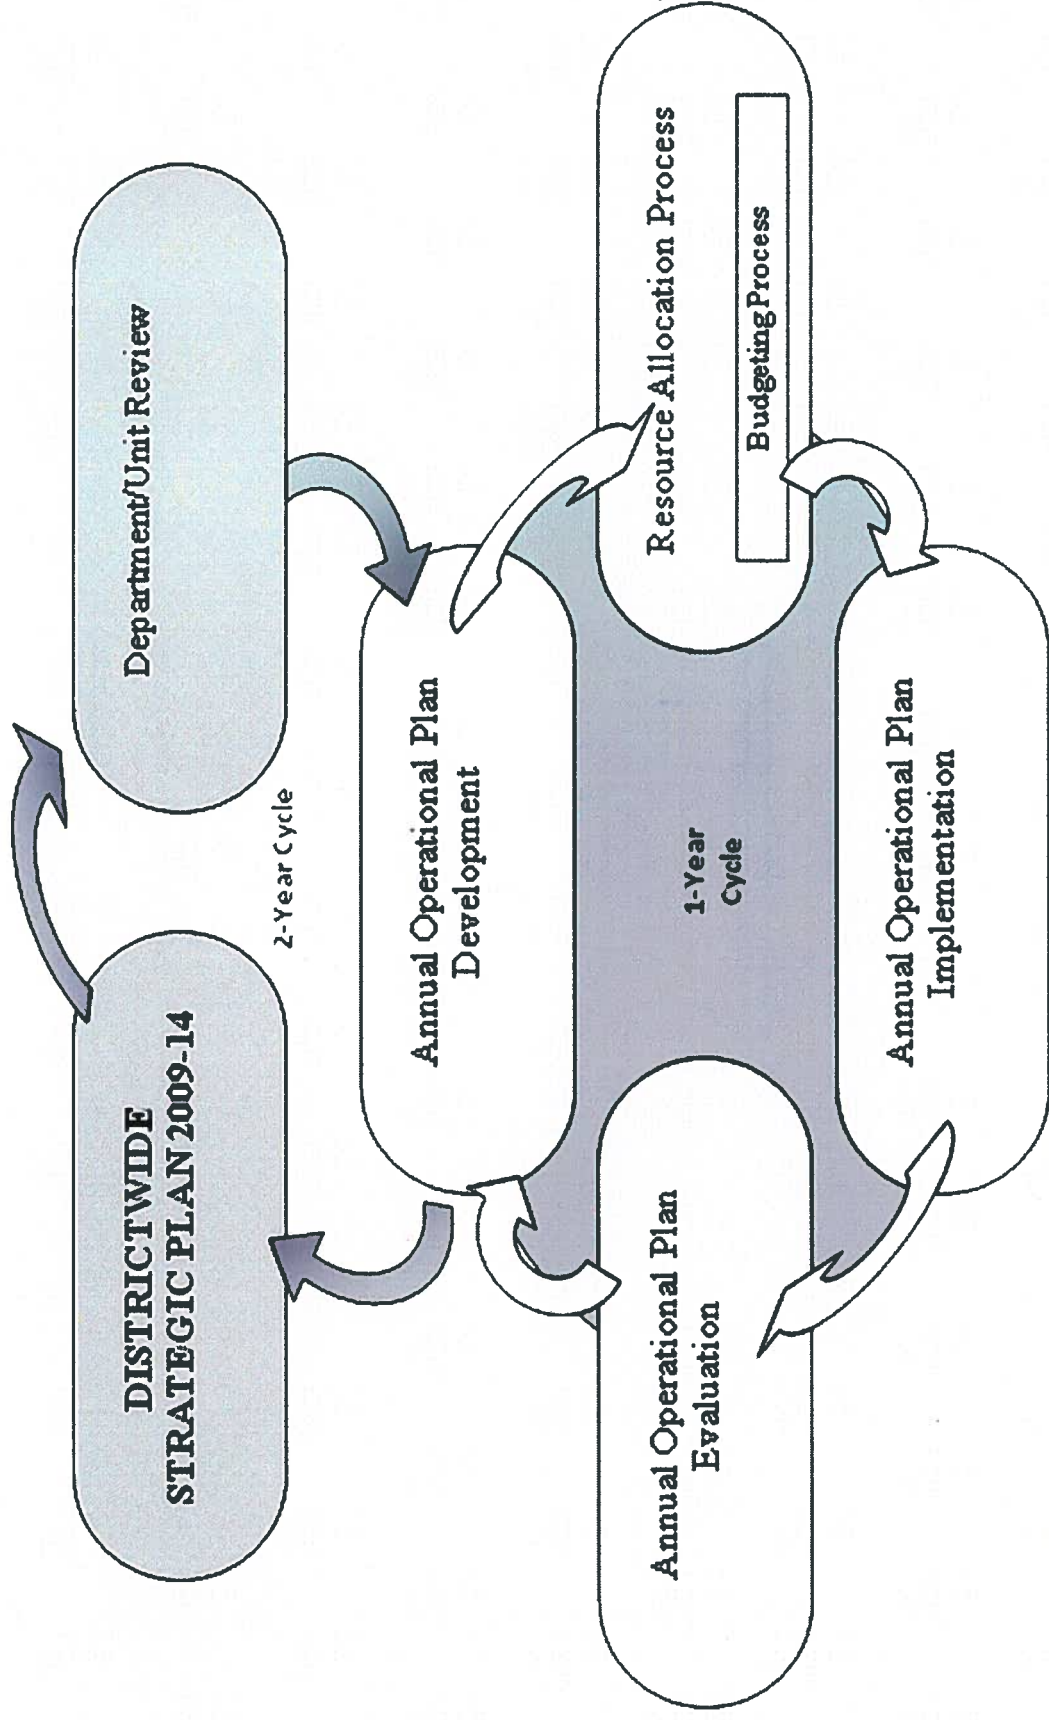 DISTRICTWIDE
STRATEGIC PLAN 2009-14
Department/Unit Review
2-Year Cycle
Annual Operational Plan
Development
Annual Operational Plan
Evaluation
1-Year
Cycle
Resource Allocation Process
Budgeting Process
Annual Operational Plan
Implementation